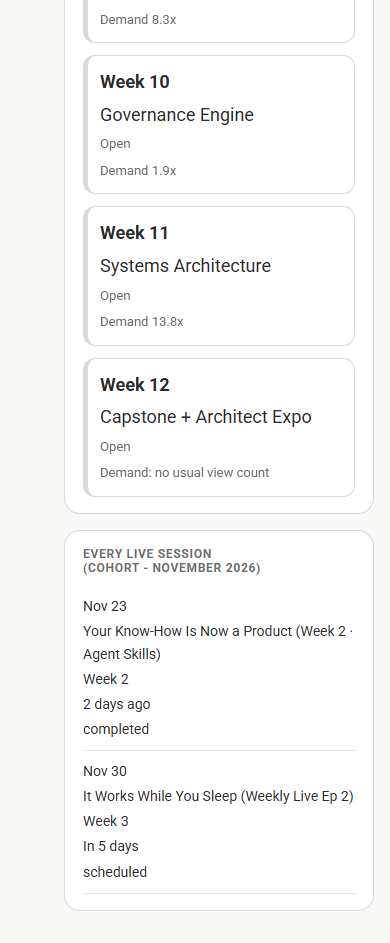 Demand 8.3x
Week 10
Governance Engine
Open
Demand 1.9x
Week 11
Systems Architecture
Open
Demand 13.8x
Week 12
Capstone + Architect Expo
Open
Demand: no usual view count
EVERY LIVE SESSION
(COHORT - NOVEMBER 2026)
Nov 23
Your Know-How Is Now a Product (Week 2 ·
Agent Skills)
Week 2
2 days ago
completed
Nov 30
It Works While You Sleep (Weekly Live Ep 2)
Week 3
In 5 days
scheduled